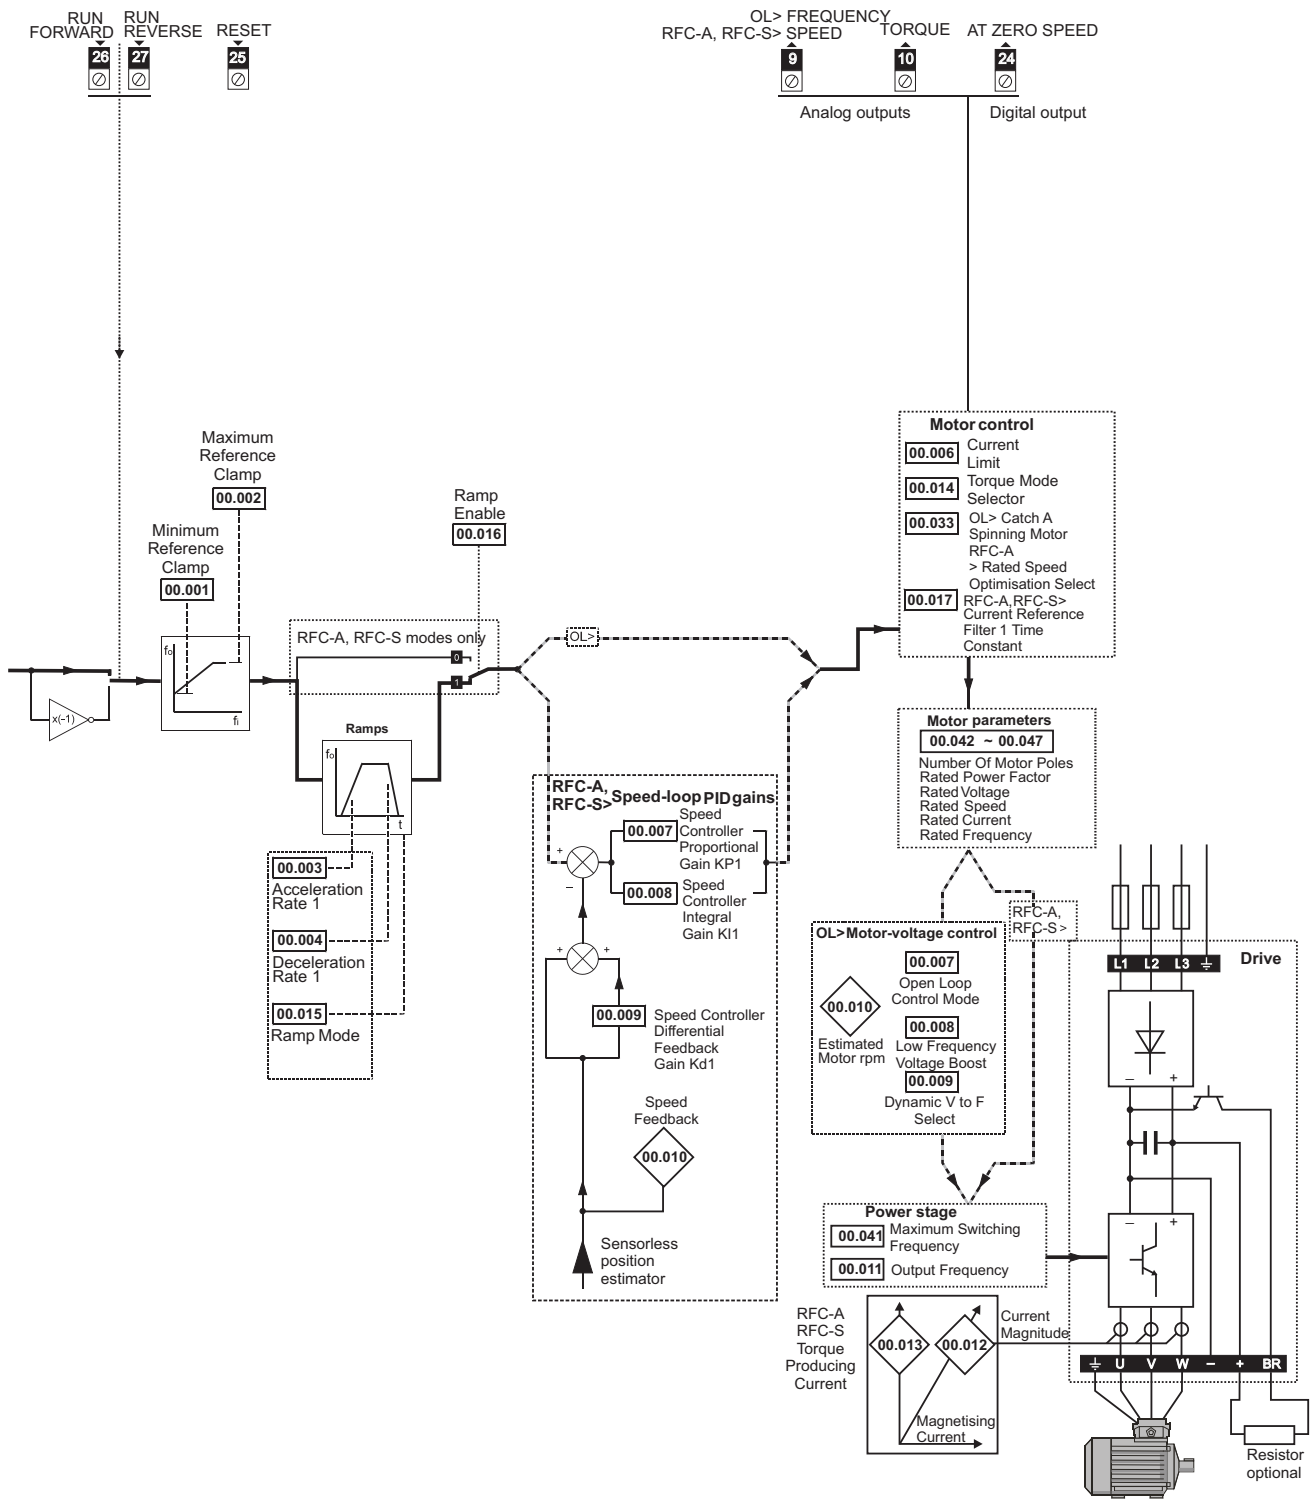 RUN
FORWARD
RUN
REVERSE
RESET
26
27
25
OL> FREQUENCY
RFC-A, RFC-S> SPEED
TORQUE
AT ZERO SPEED
9
10
24
Analog outputs
Digital output
Maximum
Reference
Clamp
00.002
Minimum
Reference
Clamp
00.001
Ramp
Enable
00.016
RFC-A, RFC-S modes only
0
1
OL>
fo
fi
x(-1)
Ramps
fo
t
00.003
Acceleration
Rate 1
00.004
Deceleration
Rate 1
00.015
Ramp Mode
RFC-A,
RFC-S>
Speed-loop PID gains
00.007
Speed
Controller
Proportional
Gain KP1
00.008
Speed
Controller
Integral
Gain KI1
+
−
+
+
00.009
Speed Controller
Differential
Feedback
Gain Kd1
Speed
Feedback
00.010
Sensorless
position
estimator
Motor control
00.006
Current
Limit
00.014
Torque Mode
Selector
00.033
OL> Catch A
Spinning Motor
RFC-A
> Rated Speed
Optimisation Select
00.017
RFC-A,RFC-S>
Current Reference
Filter 1 Time
Constant
Motor parameters
00.042 ~ 00.047
Number Of Motor Poles
Rated Power Factor
Rated Voltage
Rated Speed
Rated Current
Rated Frequency
RFC-A,
RFC-S >
OL>Motor-voltage control
00.007
Open Loop
Control Mode
00.010
Estimated
Motor rpm
00.008
Low Frequency
Voltage Boost
00.009
Dynamic V to F
Select
Power stage
00.041
Maximum Switching
Frequency
00.011
Output Frequency
RFC-A
RFC-S
Torque
Producing
Current
00.013
00.012
Current
Magnitude
Magnetising
Current
L1 L2 L3
Drive
− +
− +
U V W − + BR
Resistor
optional